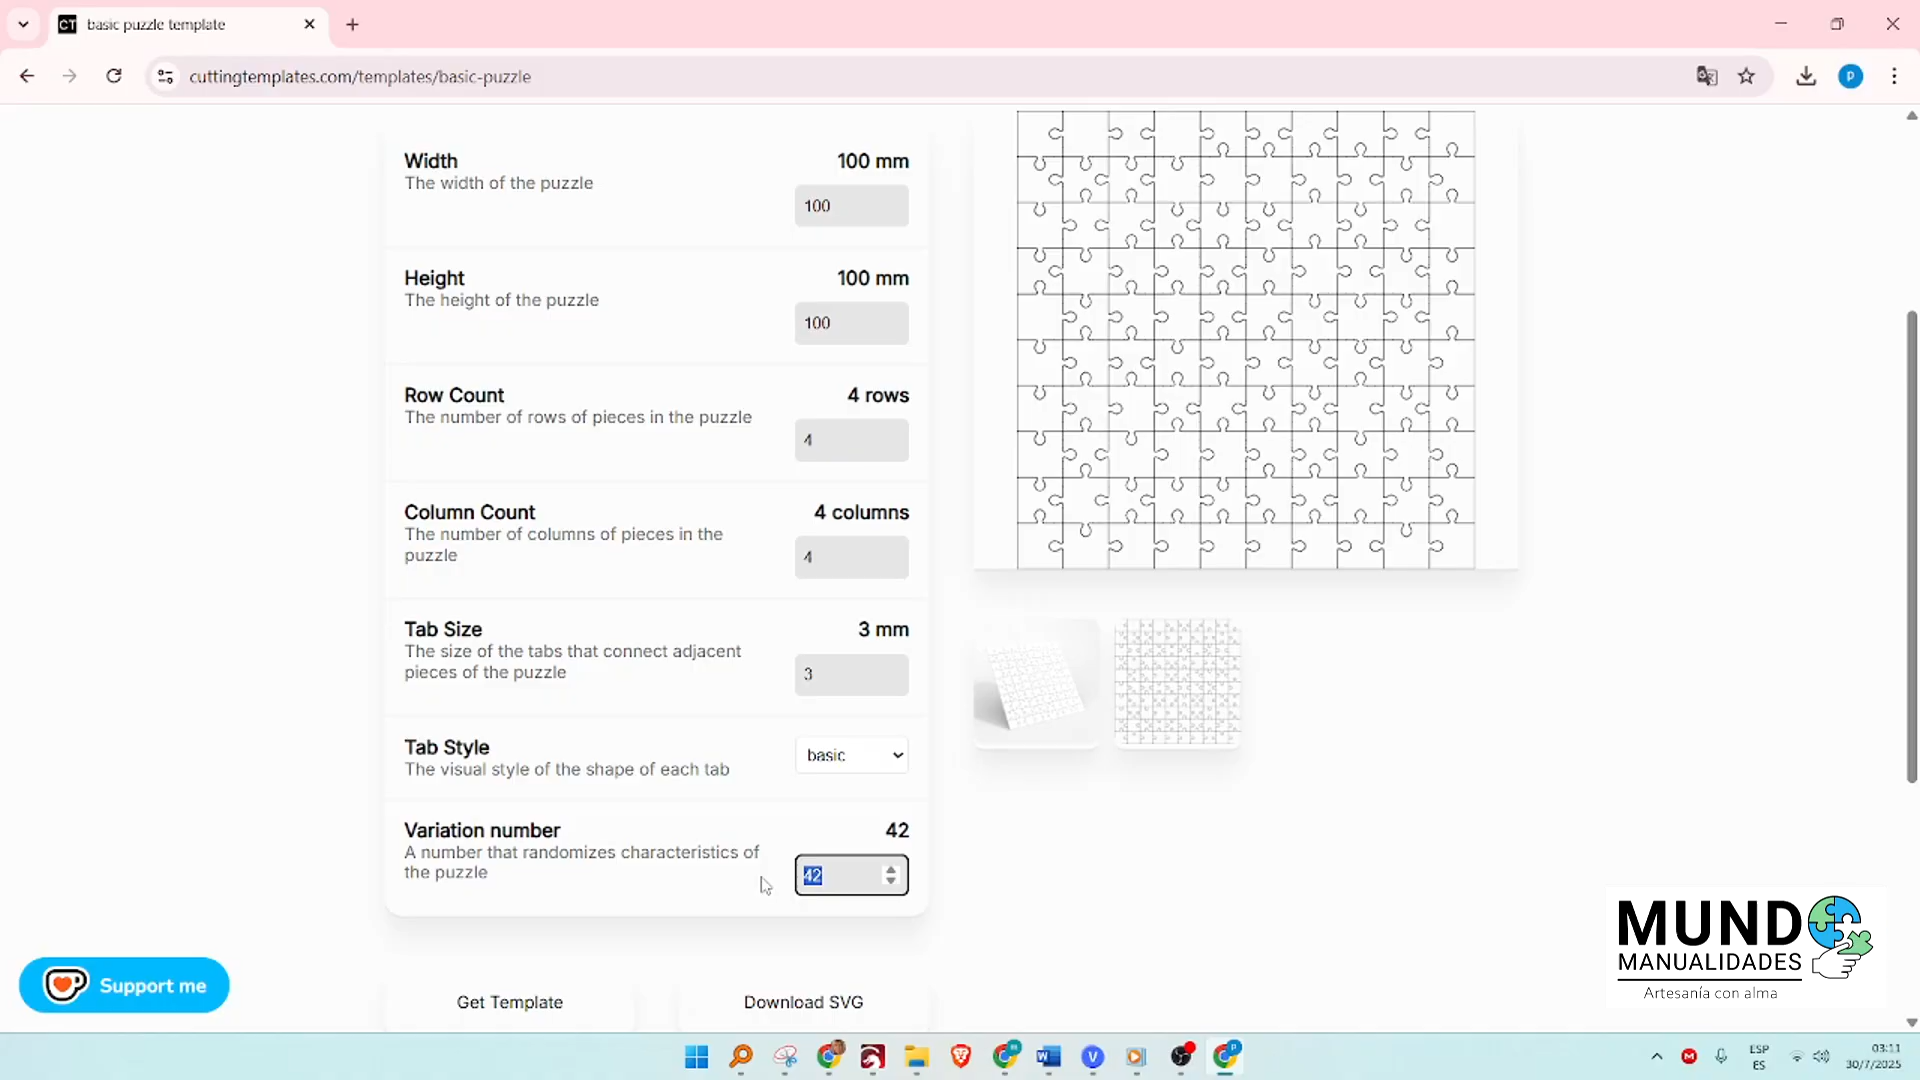 CT basic puzzle template
cuttingtemplates.com/templates/basic-puzzle
P
Width
100 mm
The width of the puzzle
100
Height
100 mm
The height of the puzzle
100
Row Count
4 rows
The number of rows of pieces in the puzzle
4
Column Count
4 columns
The number of columns of pieces in the
puzzle
4
Tab Size
3 mm
The size of the tabs that connect adjacent
pieces of the puzzle
3
Tab Style
basic
The visual style of the shape of each tab
Variation number
42
A number that randomizes characteristics of
the puzzle
42
Get Template
Download SVG
Support me
MUNDO
MANUALIDADES
Artesanía con alma
ESP
ES
03:11
30/7/2025